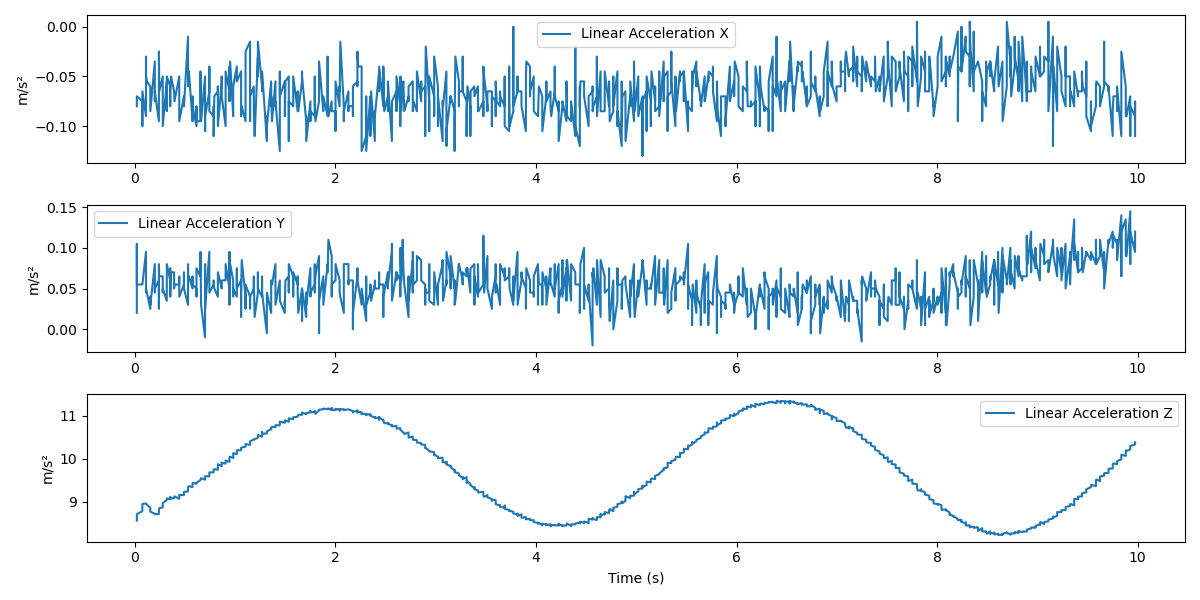 0.00
−0.05
−0.10
m/s²
Linear Acceleration X
0 2 4 6 8 10
0.15
0.10
0.05
0.00
m/s²
Linear Acceleration Y
0 2 4 6 8 10
11
10
9
m/s²
Linear Acceleration Z
0 2 4 6 8 10
Time (s)